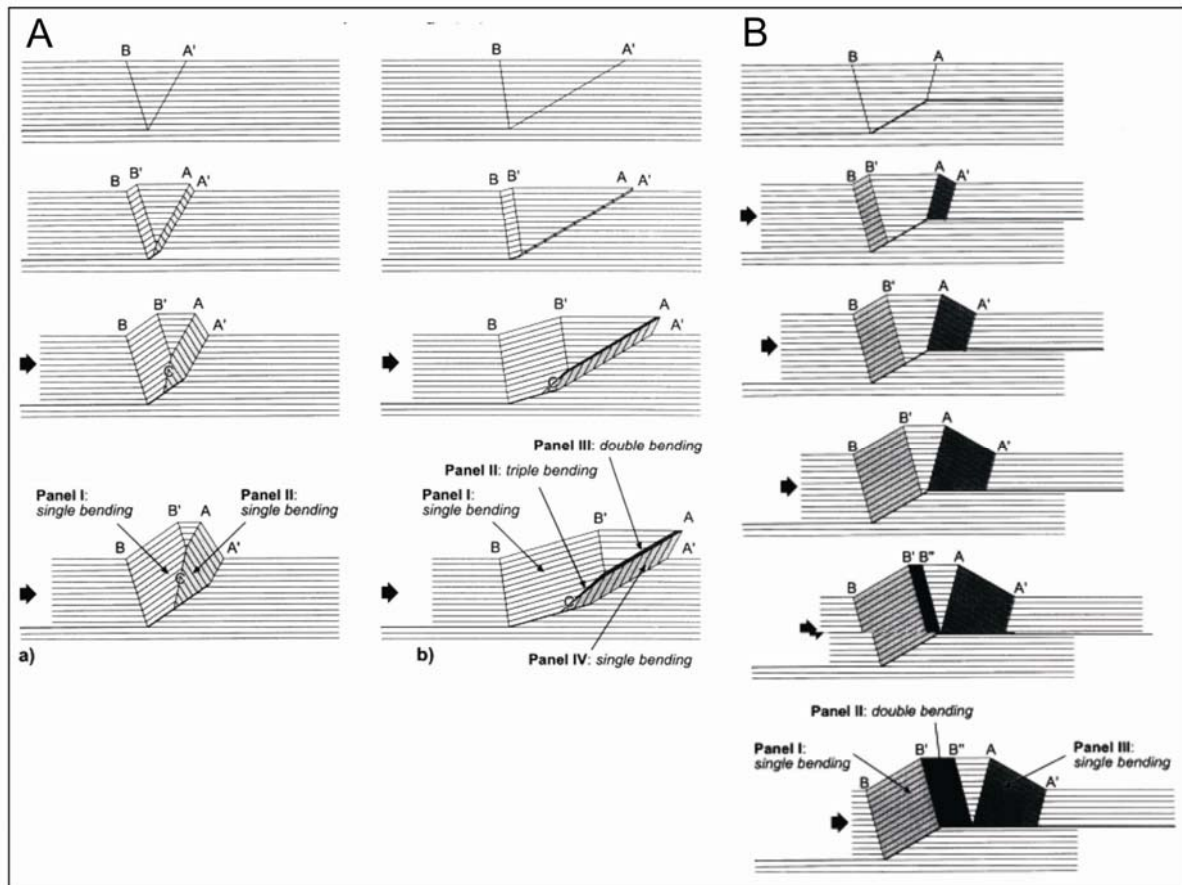 A
B A'
B B' A A'
B B' A A'
C
Panel I:
single bending
Panel II:
single bending
B B' A A'
C
a)
B A'
B B' A A'
B B' A A'
C
Panel III: double bending
Panel II: triple bending
Panel I:
single bending
B B' A A'
C
Panel IV: single bending
b)
B
B A
B B' A A'
B B' A A'
B B' A A'
B B' B" A A'
Panel II: double bending
Panel I:
single bending
Panel III:
single bending
B B' B" A A'